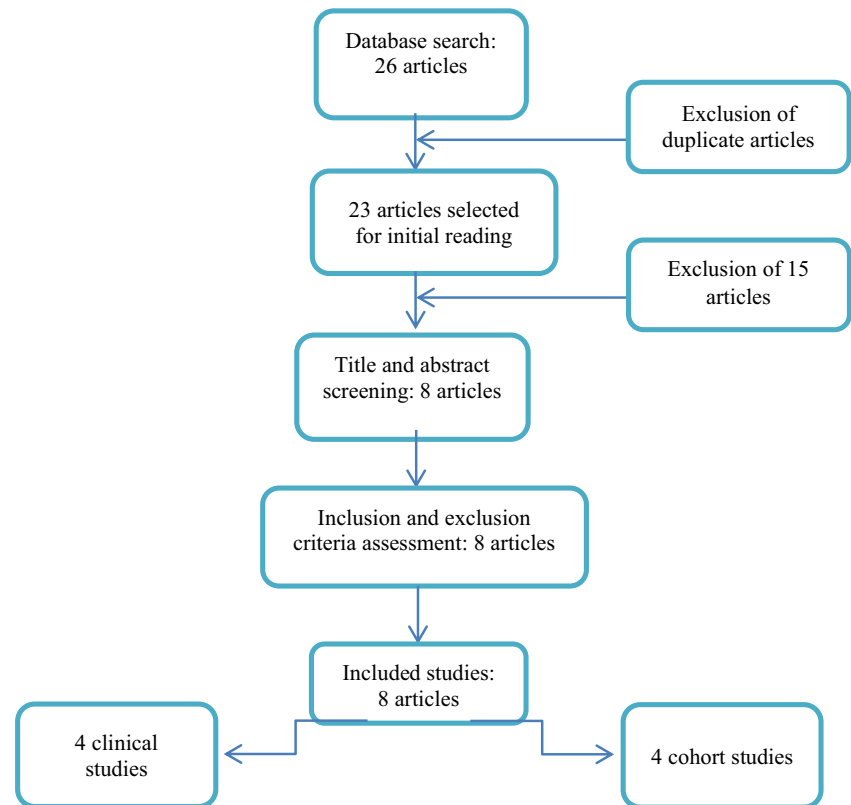 Database search:
26 articles
Exclusion of
duplicate articles
23 articles selected
for initial reading
Exclusion of 15
articles
Title and abstract
screening: 8 articles
Inclusion and exclusion
criteria assessment: 8 articles
Included studies:
8 articles
4 clinical
studies
4 cohort studies